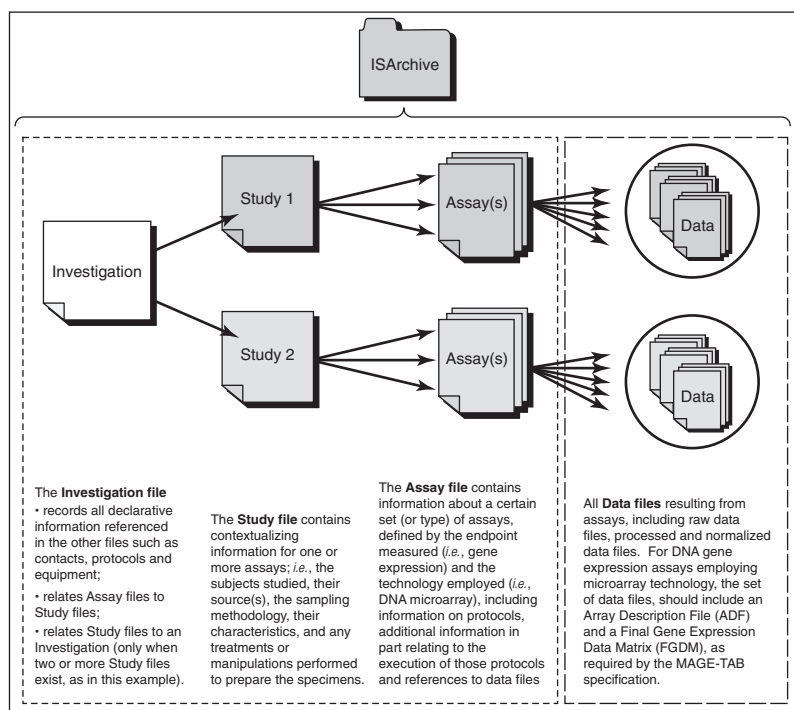 ISArchive
Investigation
Study 1
Assay(s)
Data
Study 2
Assay(s)
Data
The Investigation file
• records all declarative
information referenced
in the other files such as
contacts, protocols and
equipment;
• relates Assay files to
Study files;
• relates Study files to an
Investigation (only when
two or more Study files
exist, as in this example).
The Study file contains
contextualizing
information for one or
more assays; i.e., the
subjects studied, their
source(s), the sampling
methodology, their
characteristics, and any
treatments or
manipulations performed
to prepare the specimens.
The Assay file contains
information about a certain
set (or type) of assays,
defined by the endpoint
measured (i.e., gene
expression) and the
technology employed (i.e.,
DNA microarray), including
information on protocols,
additional information in
part relating to the
execution of those protocols
and references to data files
All Data files resulting from
assays, including raw data
files, processed and normalized
data files. For DNA gene
expression assays employing
microarray technology, the set
of data files, should include an
Array Description File (ADF)
and a Final Gene Expression
Data Matrix (FGDM), as
required by the MAGE-TAB
specification.